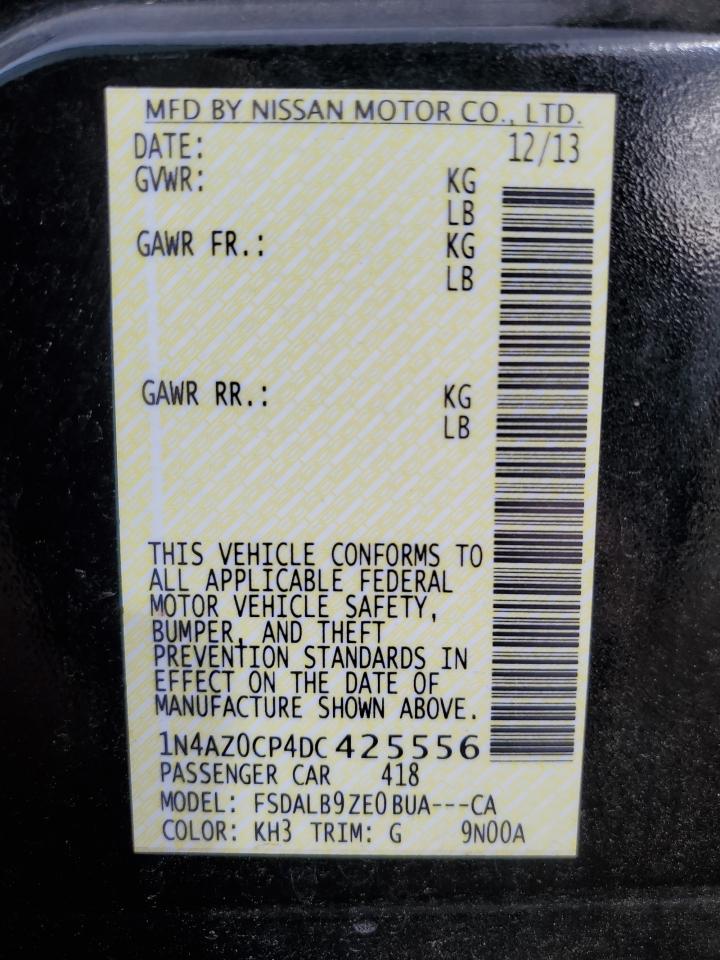 MFD BY NISSAN MOTOR CO., LTD.
DATE: 12/13
GVWR: KG
LB
GAWR FR.: KG
LB
GAWR RR.: KG
LB
THIS VEHICLE CONFORMS TO
ALL APPLICABLE FEDERAL
MOTOR VEHICLE SAFETY,
BUMPER, AND THEFT
PREVENTION STANDARDS IN
EFFECT ON THE DATE OF
MANUFACTURE SHOWN ABOVE.
1N4AZ0CP4DC425556
PASSENGER CAR 418
MODEL: FSDALB9ZE0BUA---CA
COLOR: KH3 TRIM: G 9N00A